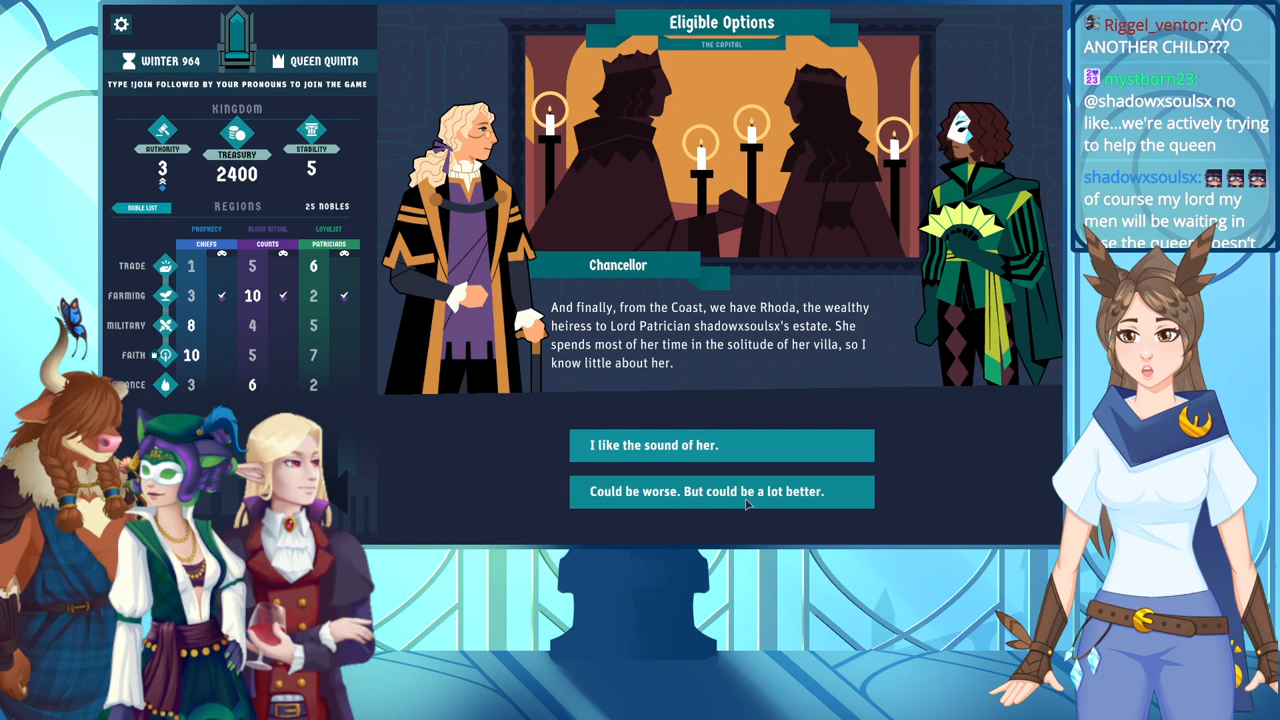 WINTER 964
QUEEN QUINTA
TYPE !JOIN FOLLOWED BY YOUR PRONOUNS TO JOIN THE GAME
KINGDOM
AUTHORITY
TREASURY
STABILITY
3
2400
5
NOBLE LIST
REGIONS
25 NOBLES
PROPHECY
BLOOD RITUAL
LOYALIST
CHIEFS
COUNTS
PATRICIANS
TRADE 1 5 6
FARMING 3 10 2
MILITARY 8 4 5
FAITH 10 5 7
3 6 2
Eligible Options
THE CAPITAL
Chancellor
And finally, from the Coast, we have Rhoda, the wealthy
heiress to Lord Patrician shadowxsoulsx's estate. She
spends most of her time in the solitude of her villa, so I
know little about her.
I like the sound of her.
Could be worse. But could be a lot better.
Riggel_ventor: AYO
ANOTHER CHILD???
mystborn23:
@shadowxsoulsx no
like...we're actively trying
to help the queen
shadowxsoulsx:
of course my lord my
men will be waiting in
the queen doesn't